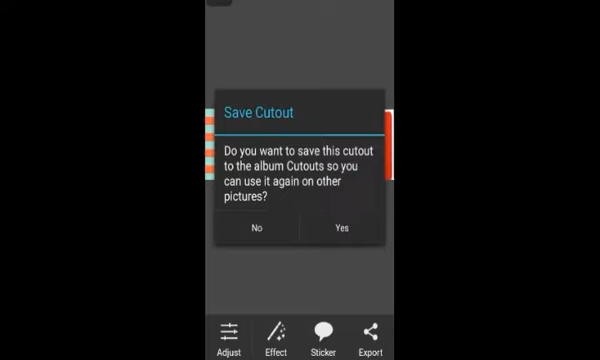 Save Cutout
Do you want to save this cutout
to the album Cutouts so you
can use it again on other
pictures?
No Yes
Adjust Effect Sticker Export